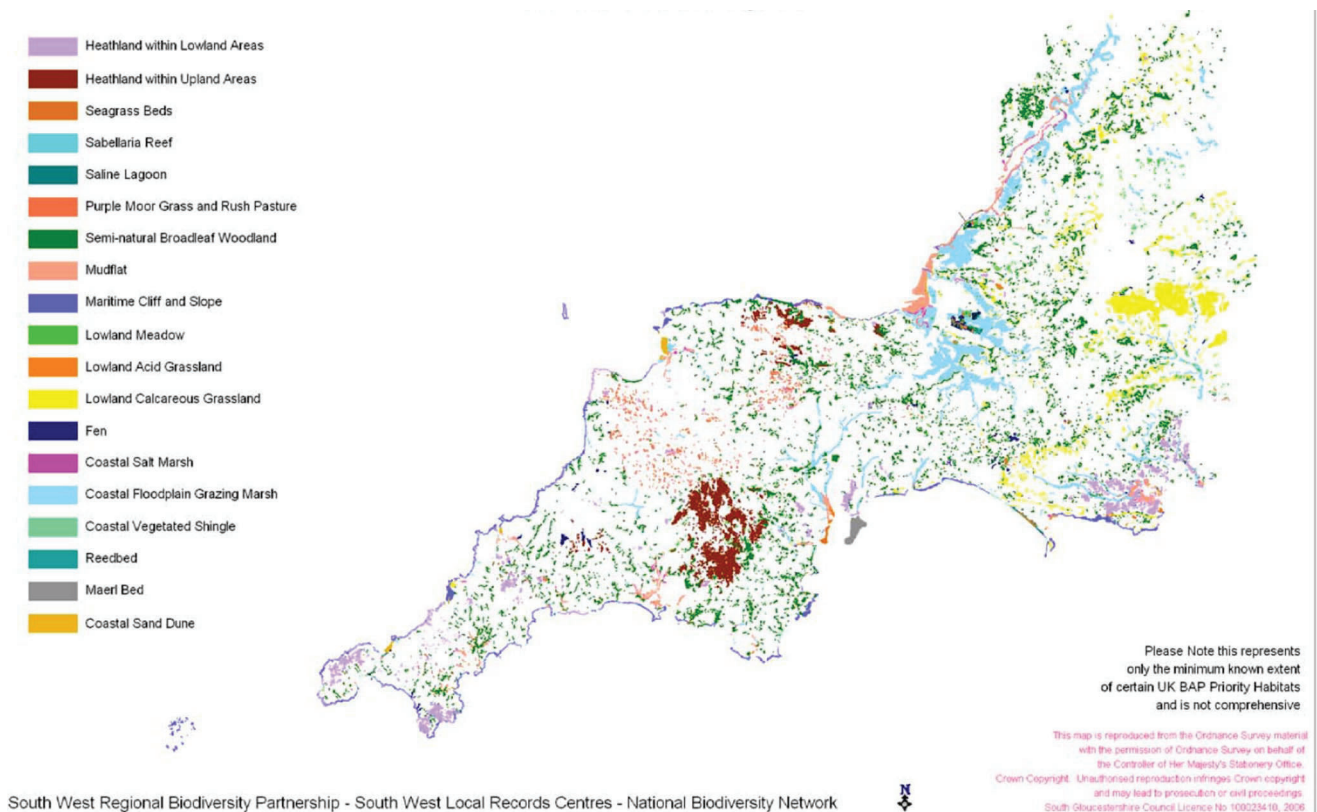 Heathland within Lowland Areas
Heathland within Upland Areas
Seagrass Beds
Sabellaria Reef
Saline Lagoon
Purple Moor Grass and Rush Pasture
Semi-natural Broadleaf Woodland
Mudflat
Maritime Cliff and Slope
Lowland Meadow
Lowland Acid Grassland
Lowland Calcareous Grassland
Fen
Coastal Salt Marsh
Coastal Floodplain Grazing Marsh
Coastal Vegetated Shingle
Reedbed
Maerl Bed
Coastal Sand Dune
Please Note this represents
only the minimum known extent
of certain UK BAP Priority Habitats
and is not comprehensive
This map is reproduced from the Ordnance Survey material
with the permission of Ordnance Survey on behalf of
the Controller of Her Majesty's Stationery Office.
Crown Copyright. Unauthorised reproduction infringes Crown copyright
and may lead to prosecution or civil proceedings.
South Gloucestershire Council Licence No 100023410, 2006
N
South West Regional Biodiversity Partnership - South West Local Records Centres - National Biodiversity Network